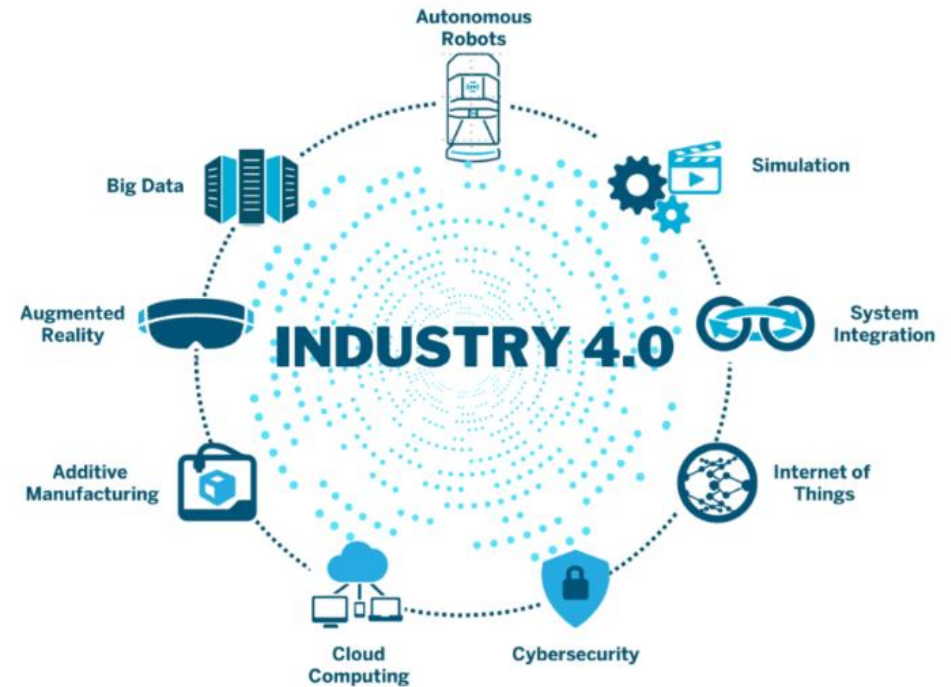 Autonomous
Robots
Simulation
System
Integration
Internet of
Things
Cybersecurity
Cloud
Computing
Additive
Manufacturing
Augmented
Reality
Big Data
INDUSTRY 4.0